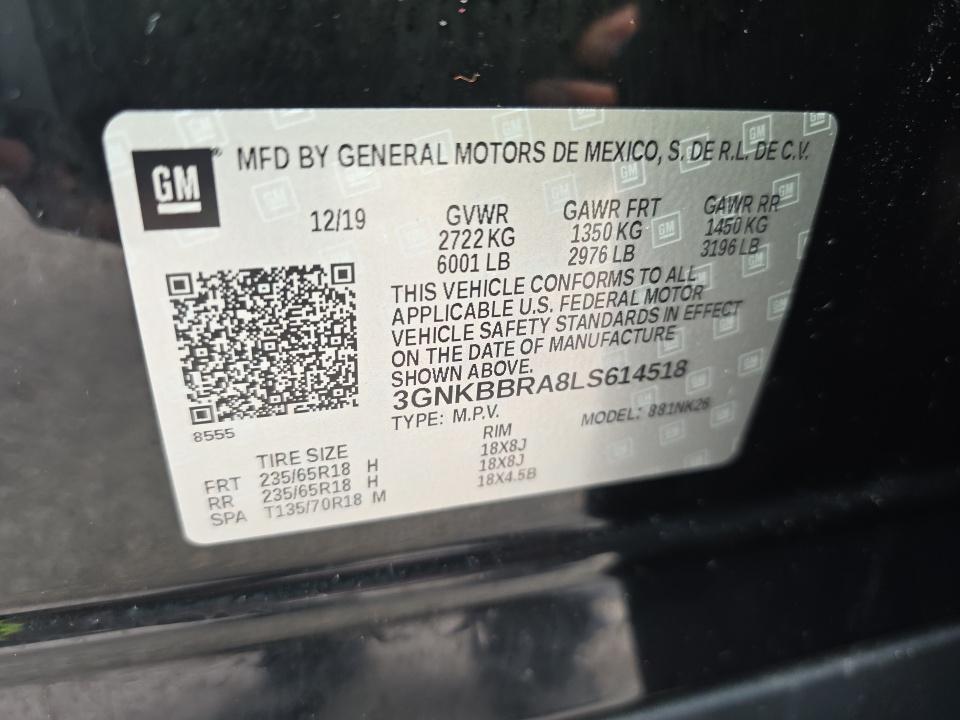 GM® MFD BY GENERAL MOTORS DE MEXICO, S. DE R.L. DE C.V.
12/19 GVWR GAWR FRT GAWR RR
2722 KG 1350 KG 1450 KG
6001 LB 2976 LB 3196 LB
THIS VEHICLE CONFORMS TO ALL
APPLICABLE U.S. FEDERAL MOTOR
VEHICLE SAFETY STANDARDS IN EFFECT
ON THE DATE OF MANUFACTURE
SHOWN ABOVE.
3GNKBBRA8LS614518
TYPE: M.P.V. MODEL: 881NK26
8555
TIRE SIZE RIM
FRT 235/65R18 H 18X8J
RR 235/65R18 H 18X8J
SPA T135/70R18 M 18X4.5B